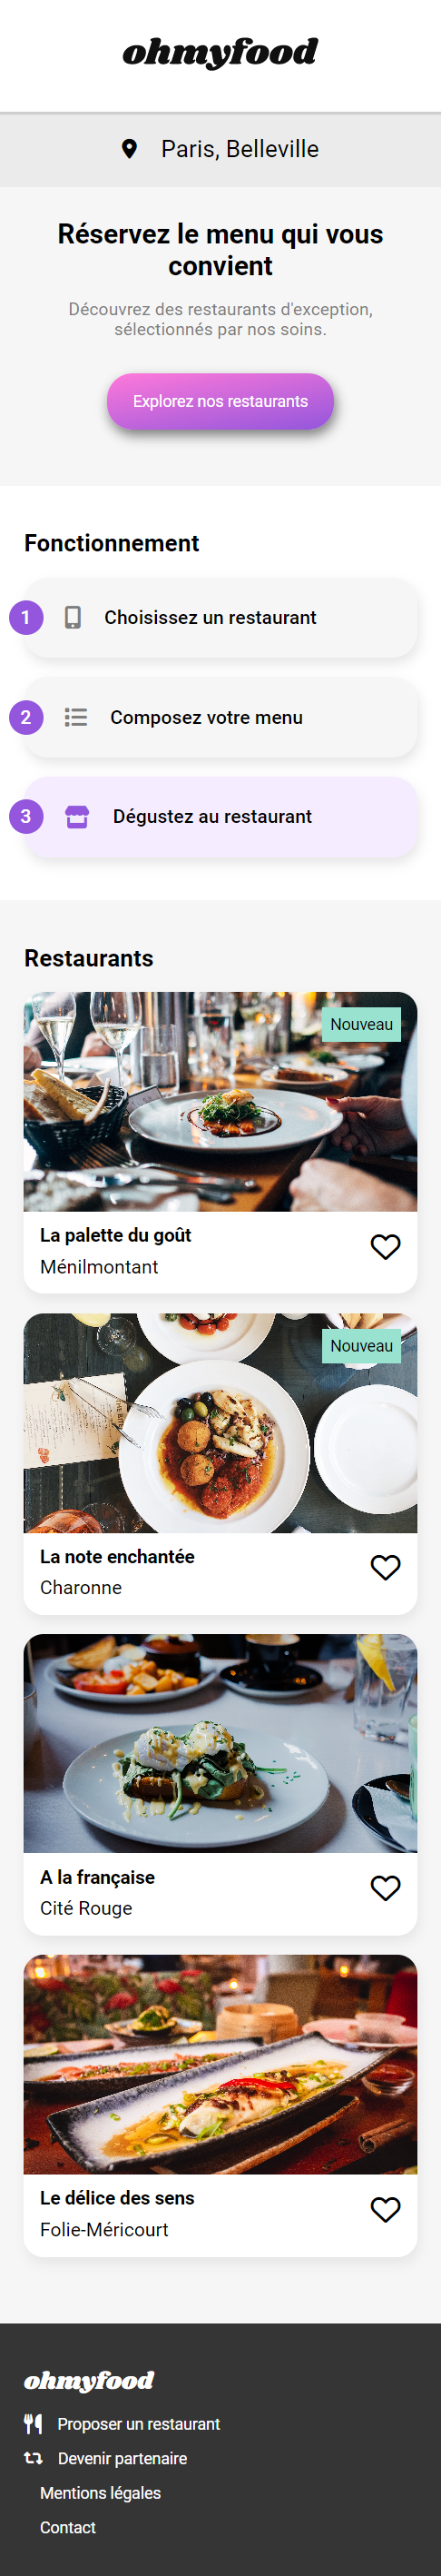 ohmyfood
Paris, Belleville
Réservez le menu qui vous
convient
Découvrez des restaurants d'exception,
sélectionnés par nos soins.
Explorez nos restaurants
Fonctionnement
1 Choisissez un restaurant
2 Composez votre menu
3 Dégustez au restaurant
Restaurants
Nouveau
La palette du goût
Ménilmontant
Nouveau
La note enchantée
Charonne
A la française
Cité Rouge
Le délice des sens
Folie-Méricourt
ohmyfood
Proposer un restaurant
Devenir partenaire
Mentions légales
Contact